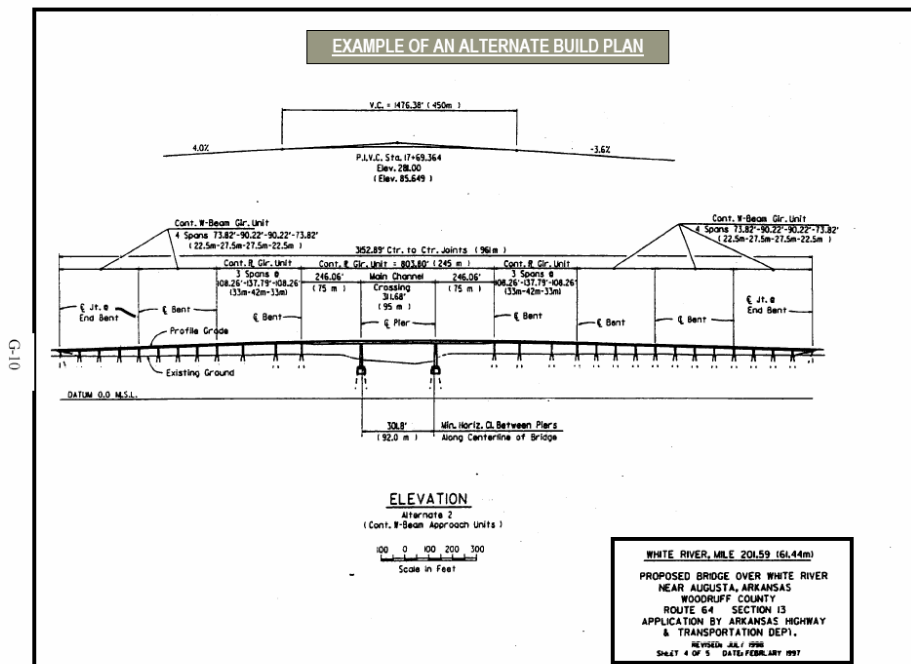 EXAMPLE OF AN ALTERNATE BUILD PLAN
V.C. = 1476.38' (450m)
4.0%
-3.6%
P.I.V.C. Sta. 17+69.364
Elev. 281.00
( Elev. 85.649 )
Cont. W-Beam Gir. Unit
4 Spans 73.82'-90.22'-90.22'-73.82'
( 22.5m-27.5m-27.5m-22.5m )
Cont. W-Beam Gir. Unit
4 Spans 73.82'-90.22'-90.22'-73.82'
( 22.5m-27.5m-27.5m-22.5m )
3152.89' Ctr. to Ctr. Joints ( 961m )
Cont. PL Gir. Unit
3 Spans @
108.26'-137.79'-108.26'
(33m-42m-33m)
Cont. PL Gir. Unit = 803.80' ( 245 m )
246.06'
( 75 m )
Main Channel
Crossing
311.68'
( 95 m )
246.06'
( 75 m )
Cont. PL Gir. Unit
3 Spans @
108.26'-137.79'-108.26'
(33m-42m-33m)
℄ Jt. @
End Bent
℄ Bent
℄ Bent
℄ Pier
℄ Bent
℄ Bent
℄ Bent
℄ Jt. @
End Bent
Profile Grade
Existing Ground
DATUM 0.0 M.S.L.
301.8'
( 92.0 m )
Min. Horiz. Cl. Between Piers
Along Centerline of Bridge
ELEVATION
Alternate 2
( Cont. W-Beam Approach Units )
100 0 100 200 300
Scale in Feet
WHITE RIVER, MILE 201.59 (61.44m)
PROPOSED BRIDGE OVER WHITE RIVER
NEAR AUGUSTA, ARKANSAS
WOODRUFF COUNTY
ROUTE 64 SECTION 13
APPLICATION BY ARKANSAS HIGHWAY
& TRANSPORTATION DEPT.
REVISED: JULY 1998
SHEET 4 OF 5 DATE: FEBRUARY 1997
G-10